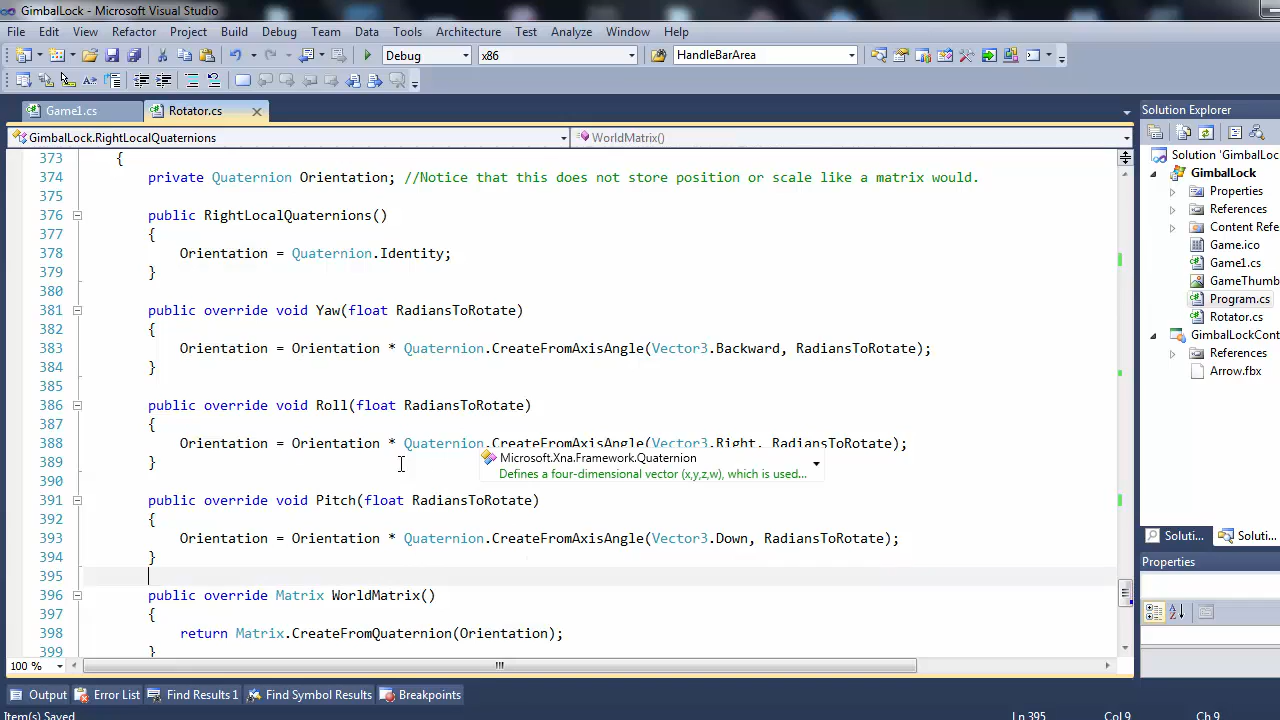 GimbalLock - Microsoft Visual Studio
File Edit View Refactor Project Build Debug Team Data Tools Architecture Test Analyze Window Help
Debug x86 HandleBarArea
Game1.cs Rotator.cs
GimbalLock.RightLocalQuaternions WorldMatrix()
373 {
374 private Quaternion Orientation; //Notice that this does not store position or scale like a matrix would.
375
376 public RightLocalQuaternions()
377 {
378 Orientation = Quaternion.Identity;
379 }
380
381 public override void Yaw(float RadiansToRotate)
382 {
383 Orientation = Orientation * Quaternion.CreateFromAxisAngle(Vector3.Backward, RadiansToRotate);
384 }
385
386 public override void Roll(float RadiansToRotate)
387 {
388 Orientation = Orientation * Quaternion.CreateFromAxisAngle(Vector3.Right, RadiansToRotate);
Microsoft.Xna.Framework.Quaternion
389 }
Defines a four-dimensional vector (x,y,z,w), which is used...
390
391 public override void Pitch(float RadiansToRotate)
392 {
393 Orientation = Orientation * Quaternion.CreateFromAxisAngle(Vector3.Down, RadiansToRotate);
394 }
395
396 public override Matrix WorldMatrix()
397 {
398 return Matrix.CreateFromQuaternion(Orientation);
399 }
100 %
Solution Explorer
Solution 'GimbalLoc
GimbalLock
Properties
References
Content Refe
Game.ico
Game1.cs
GameThumb
Program.cs
Rotator.cs
GimbalLockCont
References
Arrow.fbx
Soluti... Soluti...
Properties
Output Error List Find Results 1 Find Symbol Results Breakpoints
Item(s) Saved Ln 395 Col 9 Ch 9